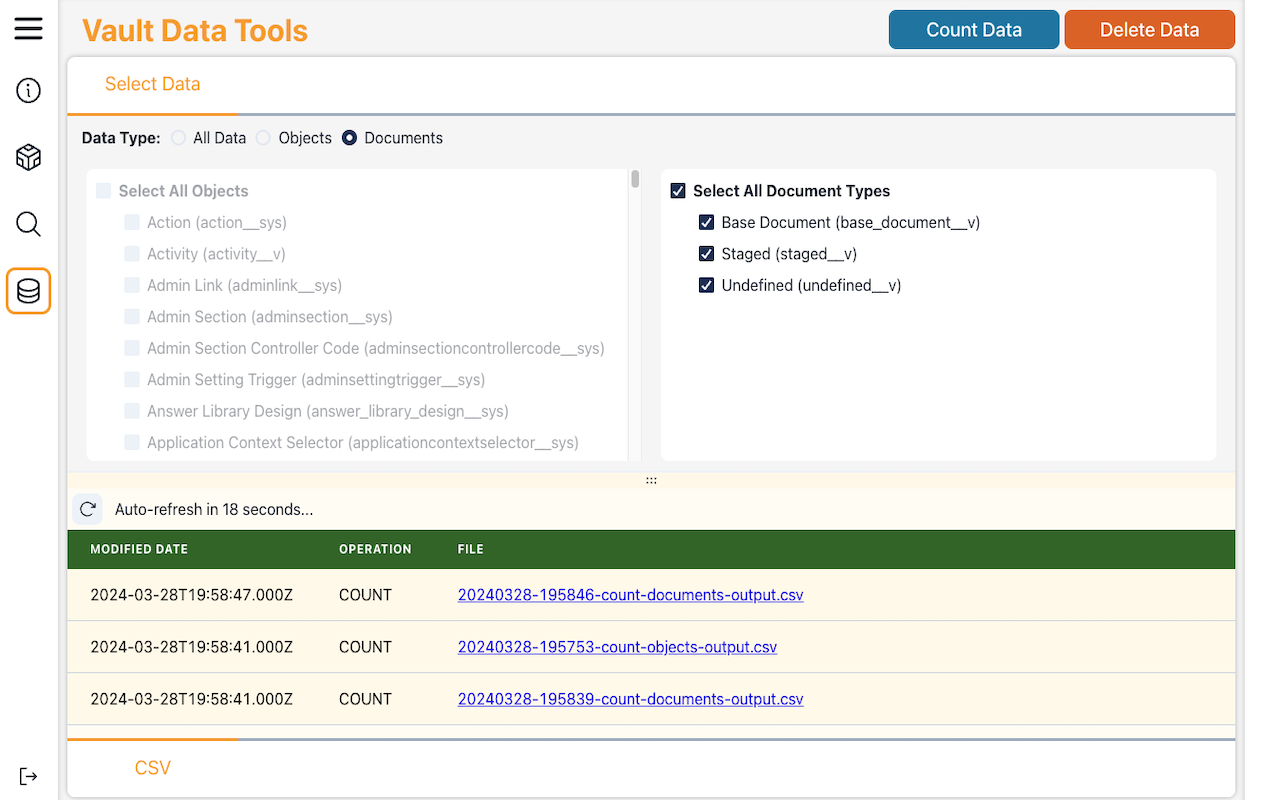 Vault Data Tools
Count Data
Delete Data
Select Data
Data Type: All Data Objects Documents
Select All Objects
Action (action__sys)
Activity (activity__v)
Admin Link (adminlink__sys)
Admin Section (adminsection__sys)
Admin Section Controller Code (adminsectioncontrollercode__sys)
Admin Setting Trigger (adminsettingtrigger__sys)
Answer Library Design (answer_library_design__sys)
Application Context Selector (applicationcontextselector__sys)
Select All Document Types
Base Document (base_document__v)
Staged (staged__v)
Undefined (undefined__v)
Auto-refresh in 18 seconds...
MODIFIED DATE OPERATION FILE
2024-03-28T19:58:47.000Z COUNT 20240328-195846-count-documents-output.csv
2024-03-28T19:58:41.000Z COUNT 20240328-195753-count-objects-output.csv
2024-03-28T19:58:41.000Z COUNT 20240328-195839-count-documents-output.csv
CSV